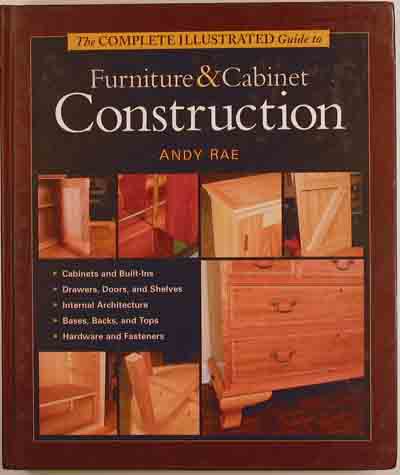 The COMPLETE ILLUSTRATED Guide to
Furniture & Cabinet
Construction
ANDY RAE
Cabinets and Built-Ins
Drawers, Doors, and Shelves
Internal Architecture
Bases, Backs, and Tops
Hardware and Fasteners